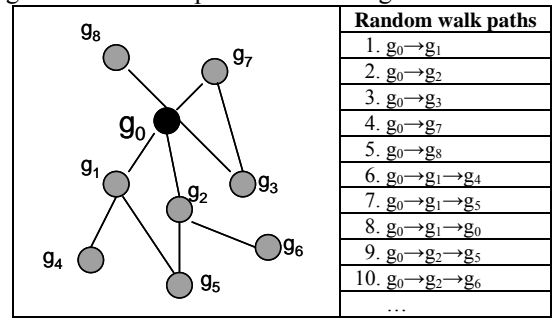 Random walk paths
1. g₀→g₁
2. g₀→g₂
3. g₀→g₃
4. g₀→g₇
5. g₀→g₈
6. g₀→g₁→g₄
7. g₀→g₁→g₅
8. g₀→g₁→g₀
9. g₀→g₂→g₅
10. g₀→g₂→g₆
…
g₈
g₇
g₀
g₁
g₂
g₃
g₄
g₅
g₆